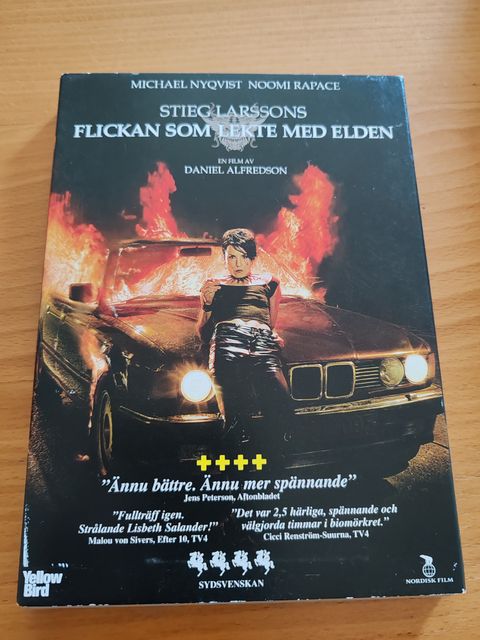 MICHAEL NYQVIST NOOMI RAPACE
STIEG LARSSONS
FLICKAN SOM LEKTE MED ELDEN
EN FILM AV
DANIEL ALFREDSON
”Ännu bättre. Ännu mer spännande”
Jens Peterson, Aftonbladet
”Fullträff igen.
Strålande Lisbeth Salander!”
Malou von Sivers, Efter 10, TV4
”Det var 2,5 härliga, spännande och
välgjorda timmar i biomörkret.”
Cicci Renström-Suurna, TV4
SYDSVENSKAN
Yellow
Bird
NORDISK FILM